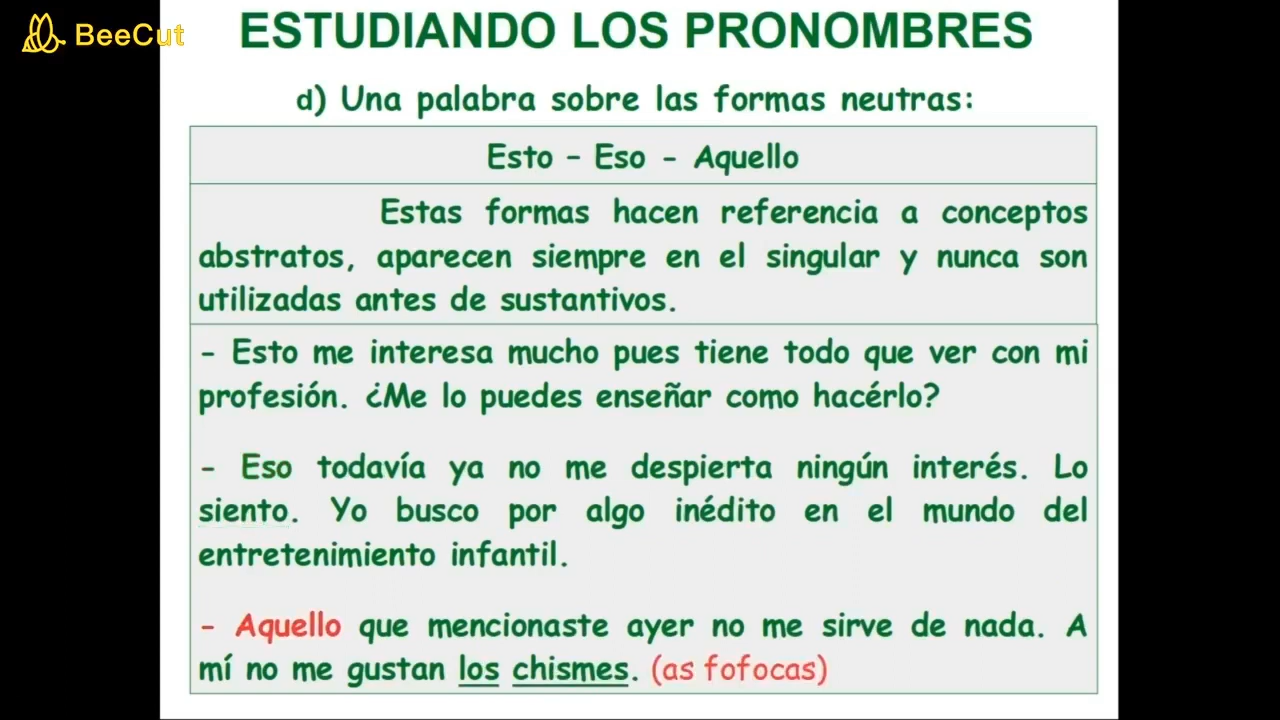 BeeCut
ESTUDIANDO LOS PRONOMBRES
d) Una palabra sobre las formas neutras:
Esto – Eso - Aquello
Estas formas hacen referencia a conceptos
abstratos, aparecen siempre en el singular y nunca son
utilizadas antes de sustantivos.
- Esto me interesa mucho pues tiene todo que ver con mi
profesión. ¿Me lo puedes enseñar como hacérlo?
- Eso todavía ya no me despierta ningún interés. Lo
siento. Yo busco por algo inédito en el mundo del
entretenimiento infantil.
- Aquello que mencionaste ayer no me sirve de nada. A
mí no me gustan los chismes. (as fofocas)